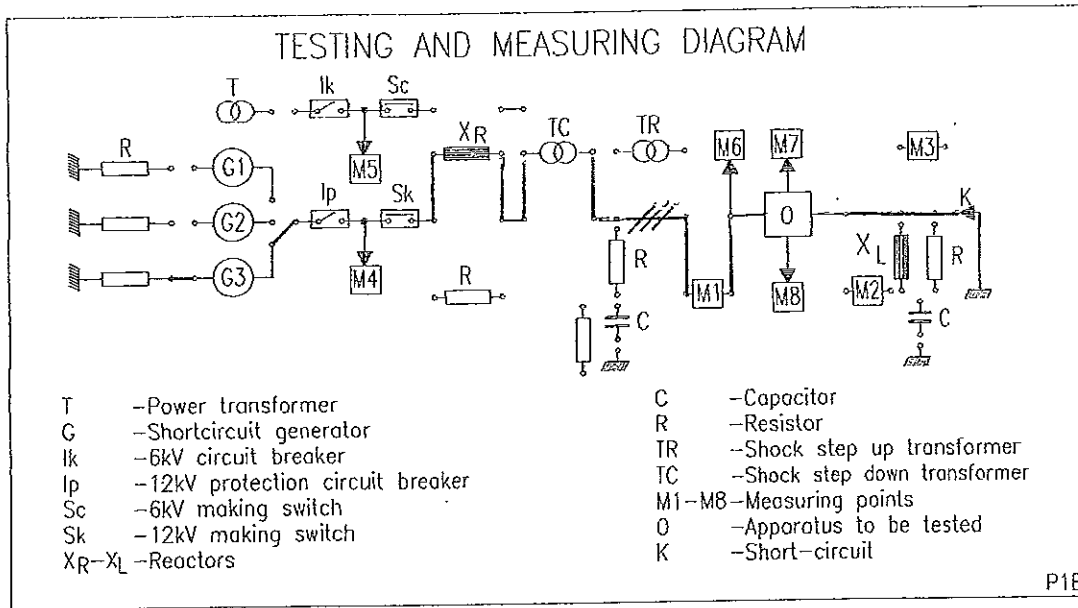 TESTING AND MEASURING DIAGRAM
T Ik Sc
XR TC TR M6 M7 M3
R G1 M5
Ip Sk K
G2 O
R XL R
G3 M4 M8
R M1 M2
C C
T -Power transformer
G -Shortcircuit generator
Ik -6kV circuit breaker
Ip -12kV protection circuit breaker
Sc -6kV making switch
Sk -12kV making switch
XR-XL -Reactors
C -Capacitor
R -Resistor
TR -Shock step up transformer
TC -Shock step down transformer
M1-M8 -Measuring points
O -Apparatus to be tested
K -Short-circuit